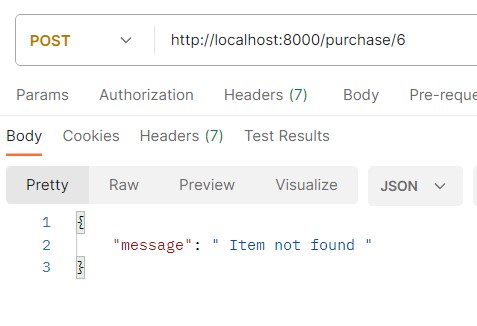 POST http://localhost:8000/purchase/6
Params Authorization Headers (7) Body Pre-reque
Body Cookies Headers (7) Test Results
Pretty Raw Preview Visualize JSON
1 {
2 "message": " Item not found "
3 }